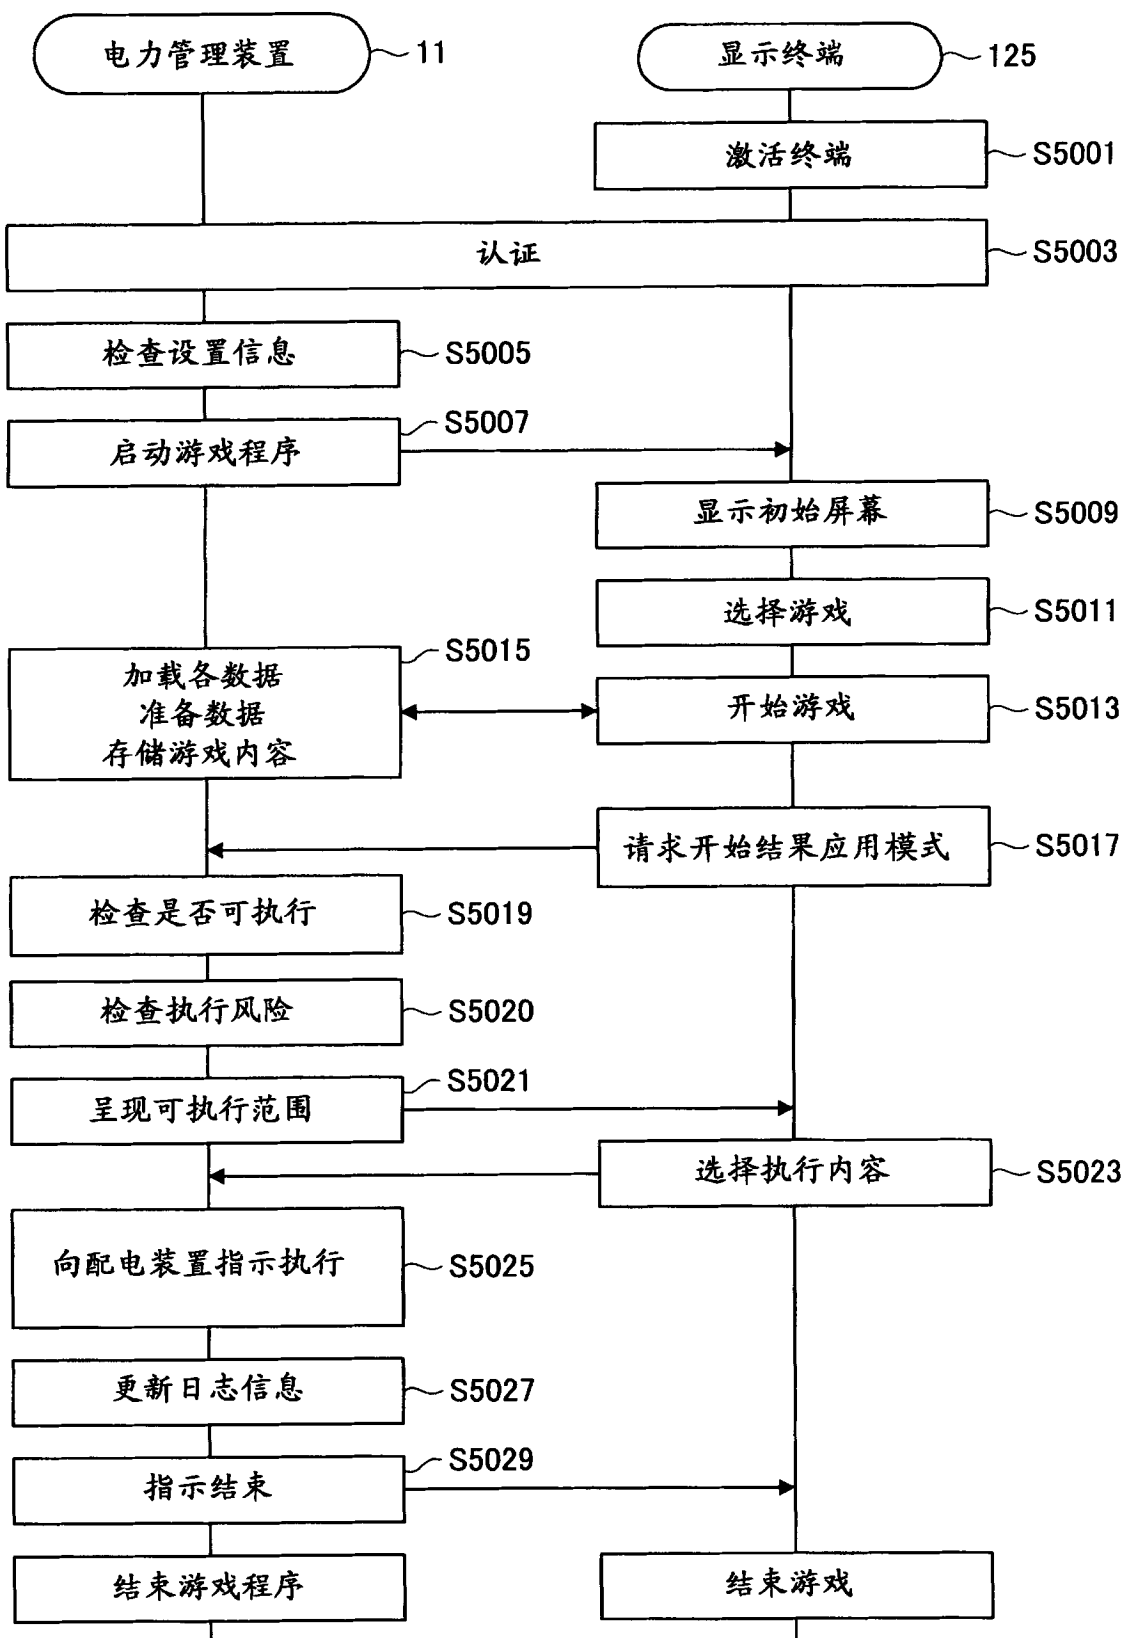 电力管理装置
11
显示终端
125
激活终端
S5001
认证
S5003
检查设置信息
S5005
启动游戏程序
S5007
显示初始屏幕
S5009
选择游戏
S5011
加载各数据
准备数据
存储游戏内容
S5015
开始游戏
S5013
请求开始结果应用模式
S5017
检查是否可执行
S5019
检查执行风险
S5020
呈现可执行范围
S5021
选择执行内容
S5023
向配电装置指示执行
S5025
更新日志信息
S5027
指示结束
S5029
结束游戏程序
结束游戏